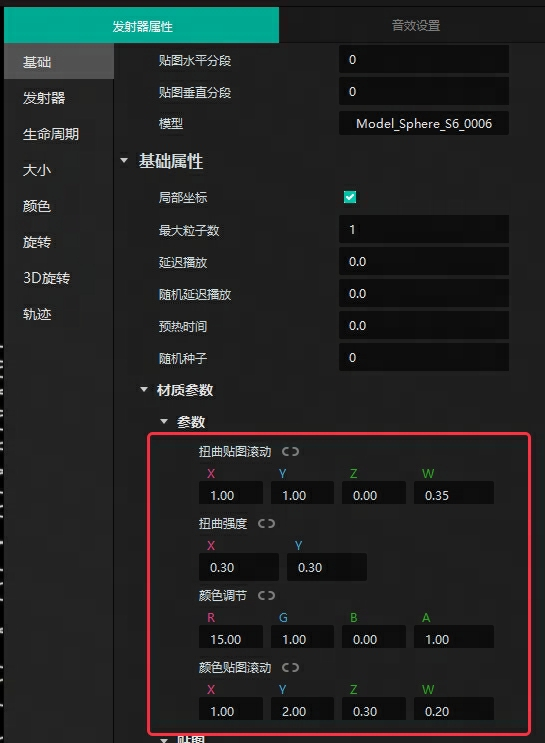 发射器属性 音效设置
基础
发射器
生命周期
大小
颜色
旋转
3D旋转
轨迹
贴图水平分段 0
贴图垂直分段 0
模型 Model_Sphere_S6_0006
基础属性
局部坐标
最大粒子数 1
延迟播放 0.0
随机延迟播放 0.0
预热时间 0.0
随机种子 0
材质参数
参数
扭曲贴图滚动
X Y Z W
1.00 1.00 0.00 0.35
扭曲强度
X Y
0.30 0.30
颜色调节
R G B A
15.00 1.00 0.00 1.00
颜色贴图滚动
X Y Z W
1.00 2.00 0.30 0.20
贴图